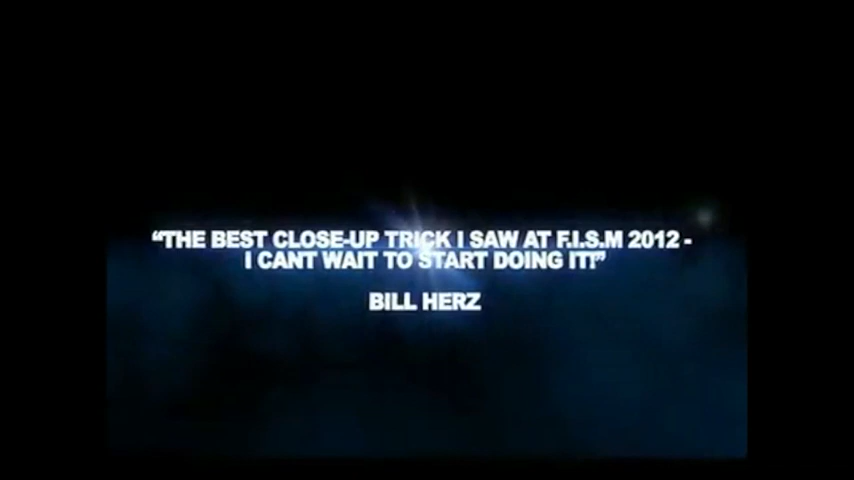 “THE BEST CLOSE-UP TRICK I SAW AT F.I.S.M 2012 -
I CANT WAIT TO START DOING IT!”
BILL HERZ